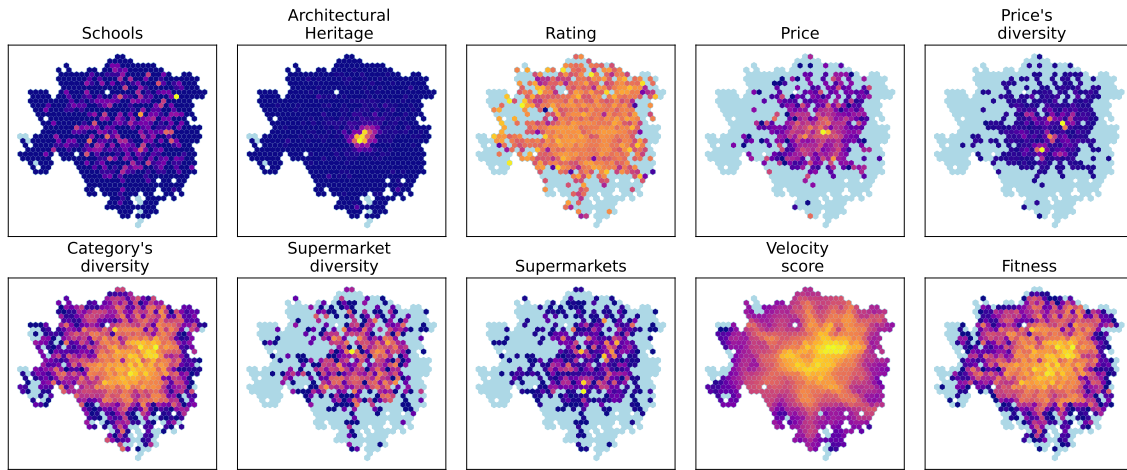 Schools
Architectural
Heritage
Rating
Price
Price's
diversity
Category's
diversity
Supermarket
diversity
Supermarkets
Velocity
score
Fitness